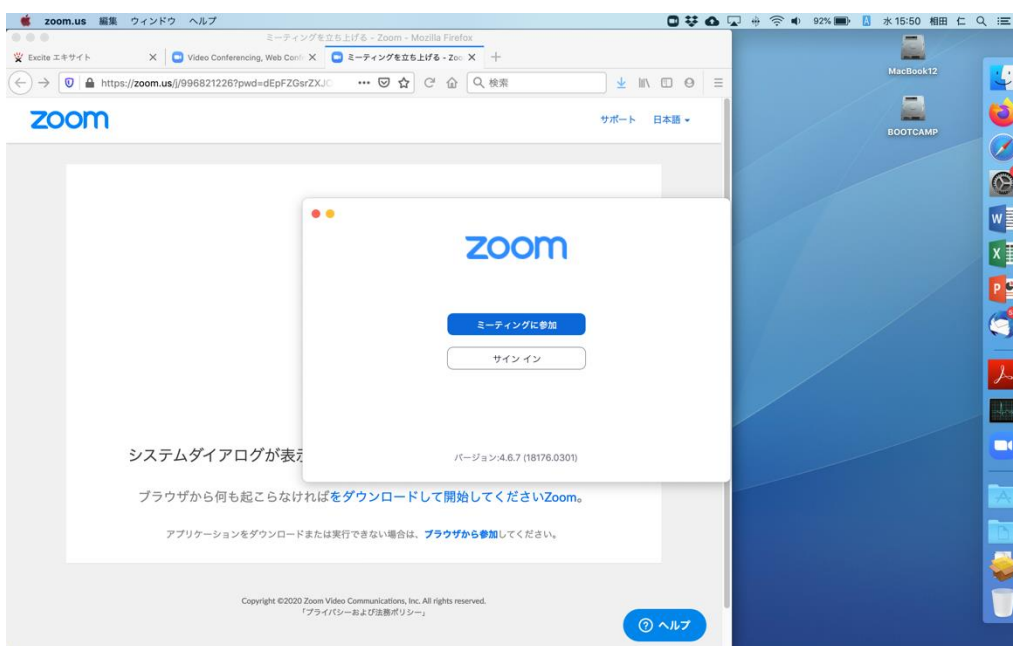 zoom.us 編集 ウィンドウ ヘルプ
92% 水 15:50 相田 仁
ミーティングを立ち上げる - Zoom - Mozilla Firefox
Excite エキサイト
Video Conferencing, Web Conf
ミーティングを立ち上げる - Zoo
https://zoom.us/j/996821226?pwd=dEpFZGsrZXJ
検索
MacBook12
BOOTCAMP
zoom
サポート 日本語
zoom
ミーティングに参加
サイン イン
バージョン:4.6.7 (18176.0301)
システムダイアログが表
ブラウザから何も起こらなければをダウンロードして開始してくださいZoom。
アプリケーションをダウンロードまたは実行できない場合は、ブラウザから参加してください。
Copyright ©2020 Zoom Video Communications, Inc. All rights reserved.
「プライバシーおよび法務ポリシー」
ヘルプ